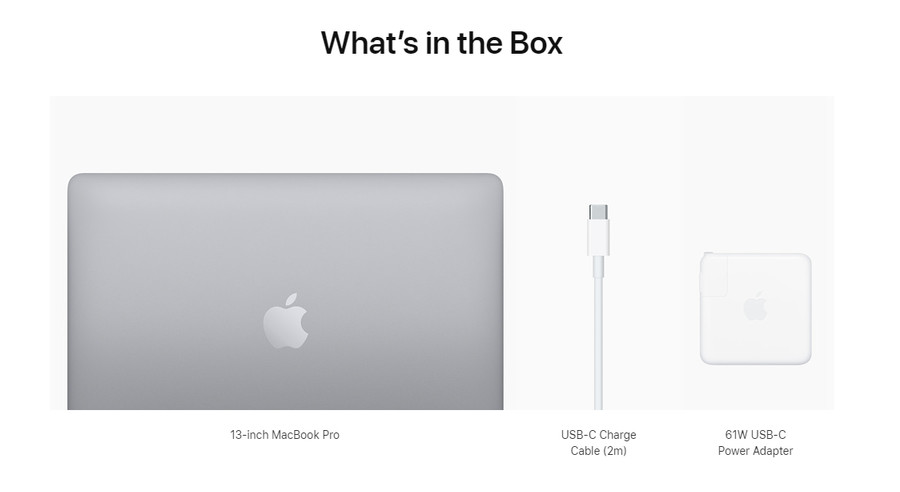 What's in the Box
13-inch MacBook Pro
USB-C Charge
Cable (2m)
61W USB-C
Power Adapter